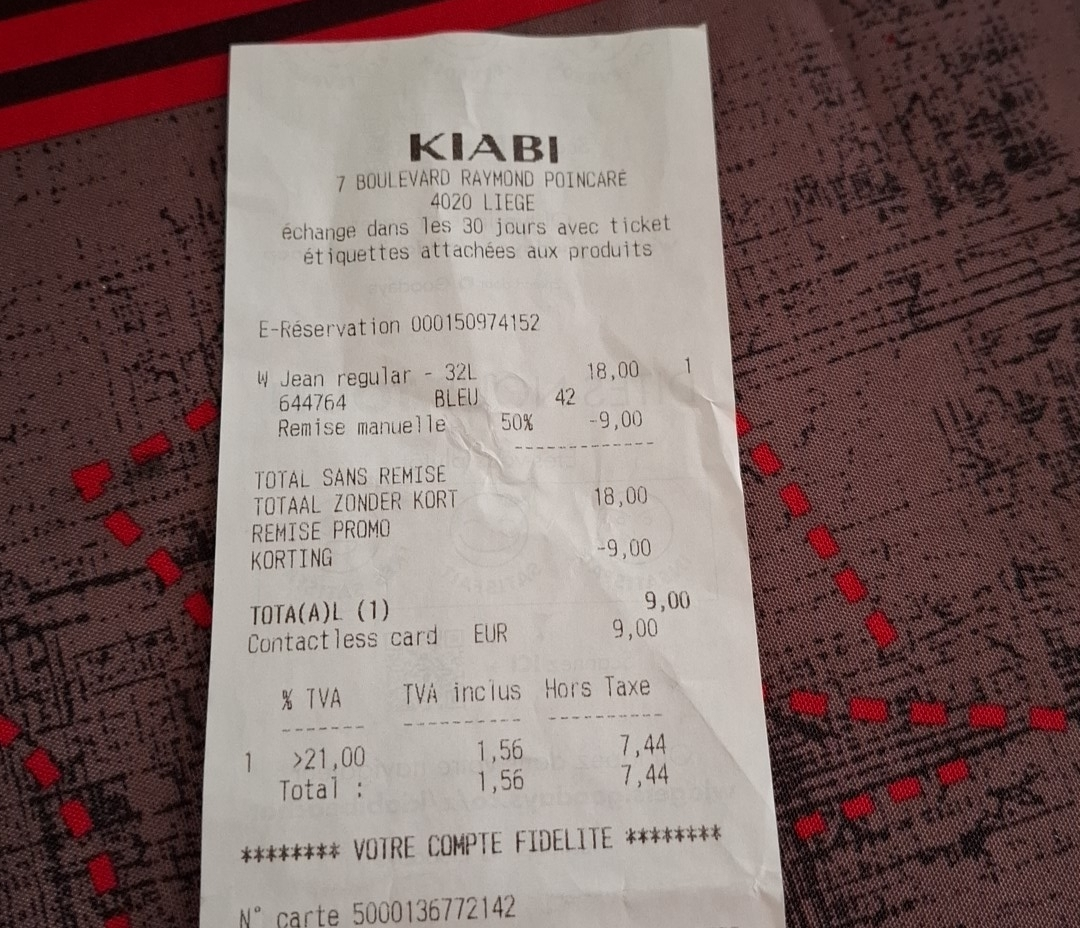 KIABI
7 BOULEVARD RAYMOND POINCARÉ
4020 LIEGE
échange dans les 30 jours avec ticket
étiquettes attachées aux produits
E-Réservation 000150974152
W Jean regular - 32L 18,00 1
644764 BLEU 42
Remise manuelle 50% -9,00
--------------
TOTAL SANS REMISE
TOTAAL ZONDER KORT 18,00
REMISE PROMO
KORTING -9,00
TOTA(A)L (1) 9,00
Contactless card EUR 9,00
% TVA TVA inclus Hors Taxe
------- ---------- ----------
1 >21,00 1,56 7,44
Total : 1,56 7,44
******** VOTRE COMPTE FIDELITE ********
N° carte 5000136772142